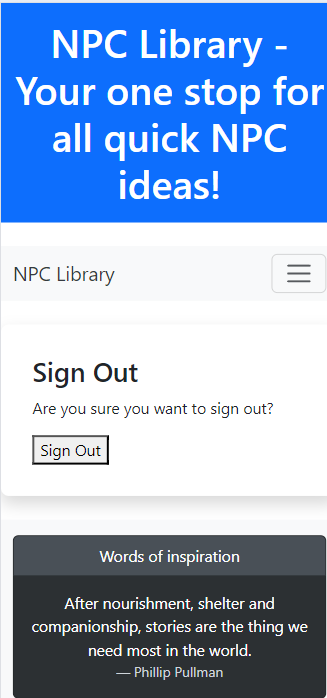 NPC Library -
Your one stop for
all quick NPC
ideas!
NPC Library
Sign Out
Are you sure you want to sign out?
Sign Out
Words of inspiration
After nourishment, shelter and
companionship, stories are the thing we
need most in the world.
— Phillip Pullman